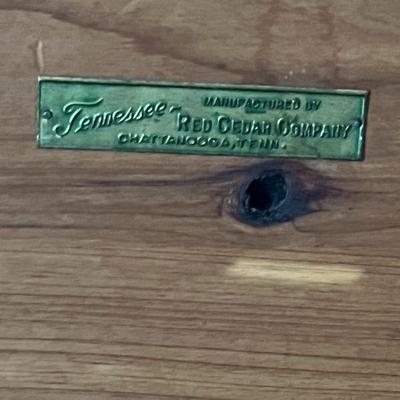 MANUFACTURED BY
Tennessee RED CEDAR COMPANY
CHATTANOOGA, TENN.